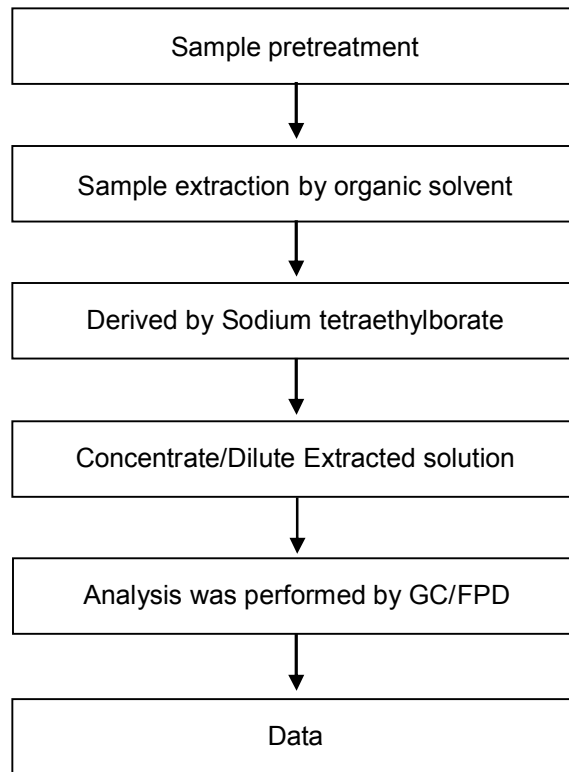 Sample pretreatment
Sample extraction by organic solvent
Derived by Sodium tetraethylborate
Concentrate/Dilute Extracted solution
Analysis was performed by GC/FPD
Data